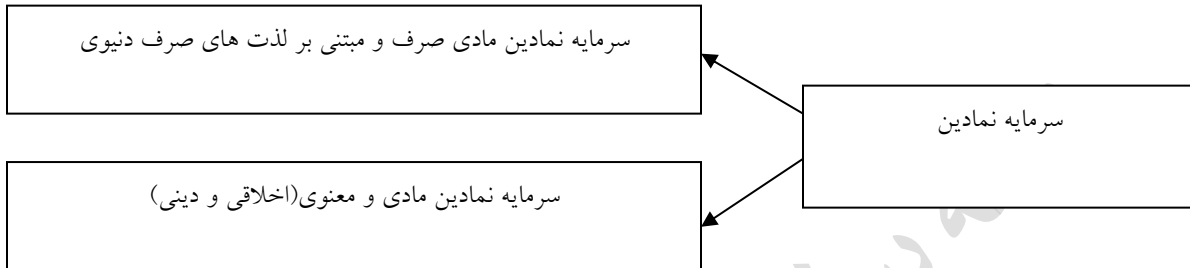 سرمایه نمادین مادی صرف و مبتنی بر لذت های صرف دنیوی
سرمایه نمادین
سرمایه نمادین مادی و معنوی(اخلاقی و دینی)